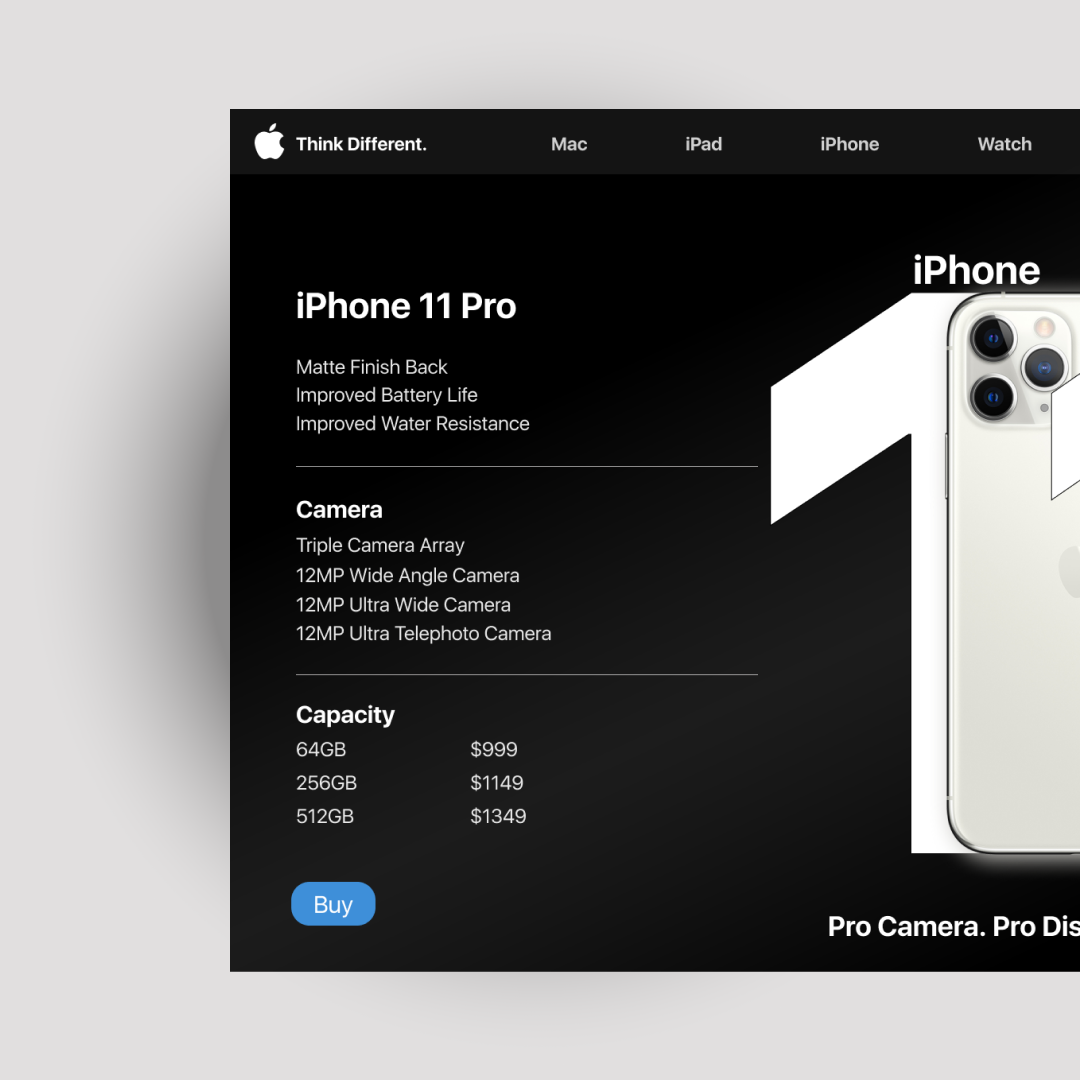 Think Different.
Mac
iPad
iPhone
Watch
iPhone
iPhone 11 Pro
Matte Finish Back
Improved Battery Life
Improved Water Resistance
Camera
Triple Camera Array
12MP Wide Angle Camera
12MP Ultra Wide Camera
12MP Ultra Telephoto Camera
Capacity
64GB $999
256GB $1149
512GB $1349
Buy
11
Pro Camera. Pro Dis